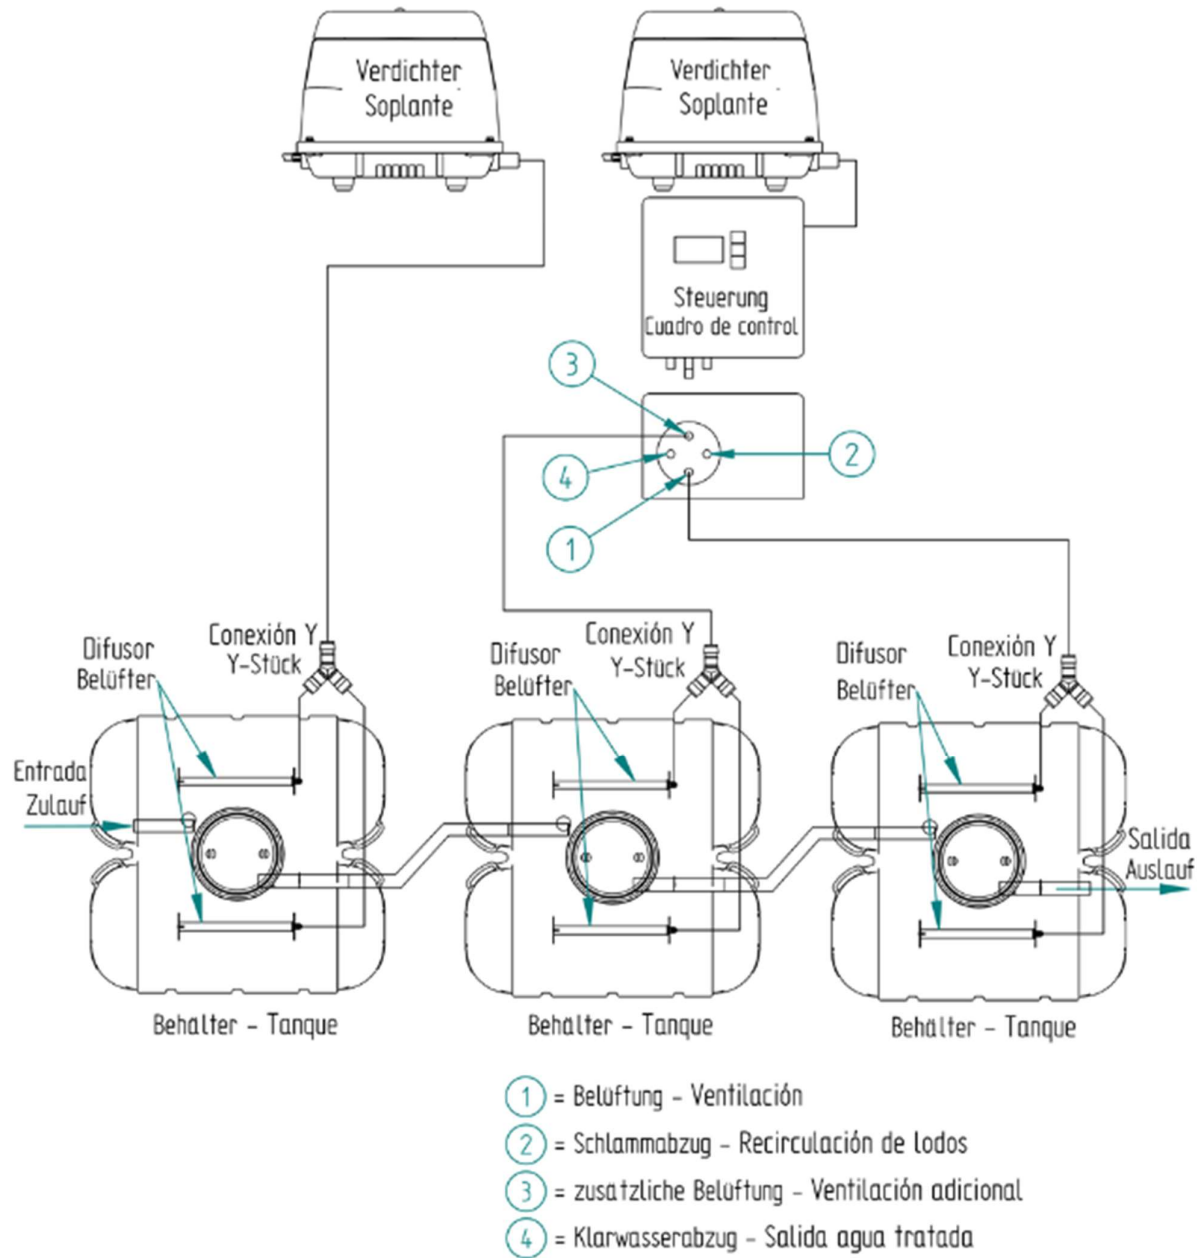 Verdichter
Soplante
Verdichter
Soplante
Steuerung
Cuadro de control
3
2
4
1
Difusor
Belüfter
Conexión Y
Y-Stück
Difusor
Belüfter
Conexión Y
Y-Stück
Difusor
Belüfter
Conexión Y
Y-Stück
Entrada
Zulauf
Salida
Auslauf
Behälter - Tanque
Behälter - Tanque
Behälter - Tanque
1 = Belüftung - Ventilación
2 = Schlammabzug - Recirculación de lodos
3 = zusätzliche Belüftung - Ventilación adicional
4 = Klarwasserabzug - Salida agua tratada